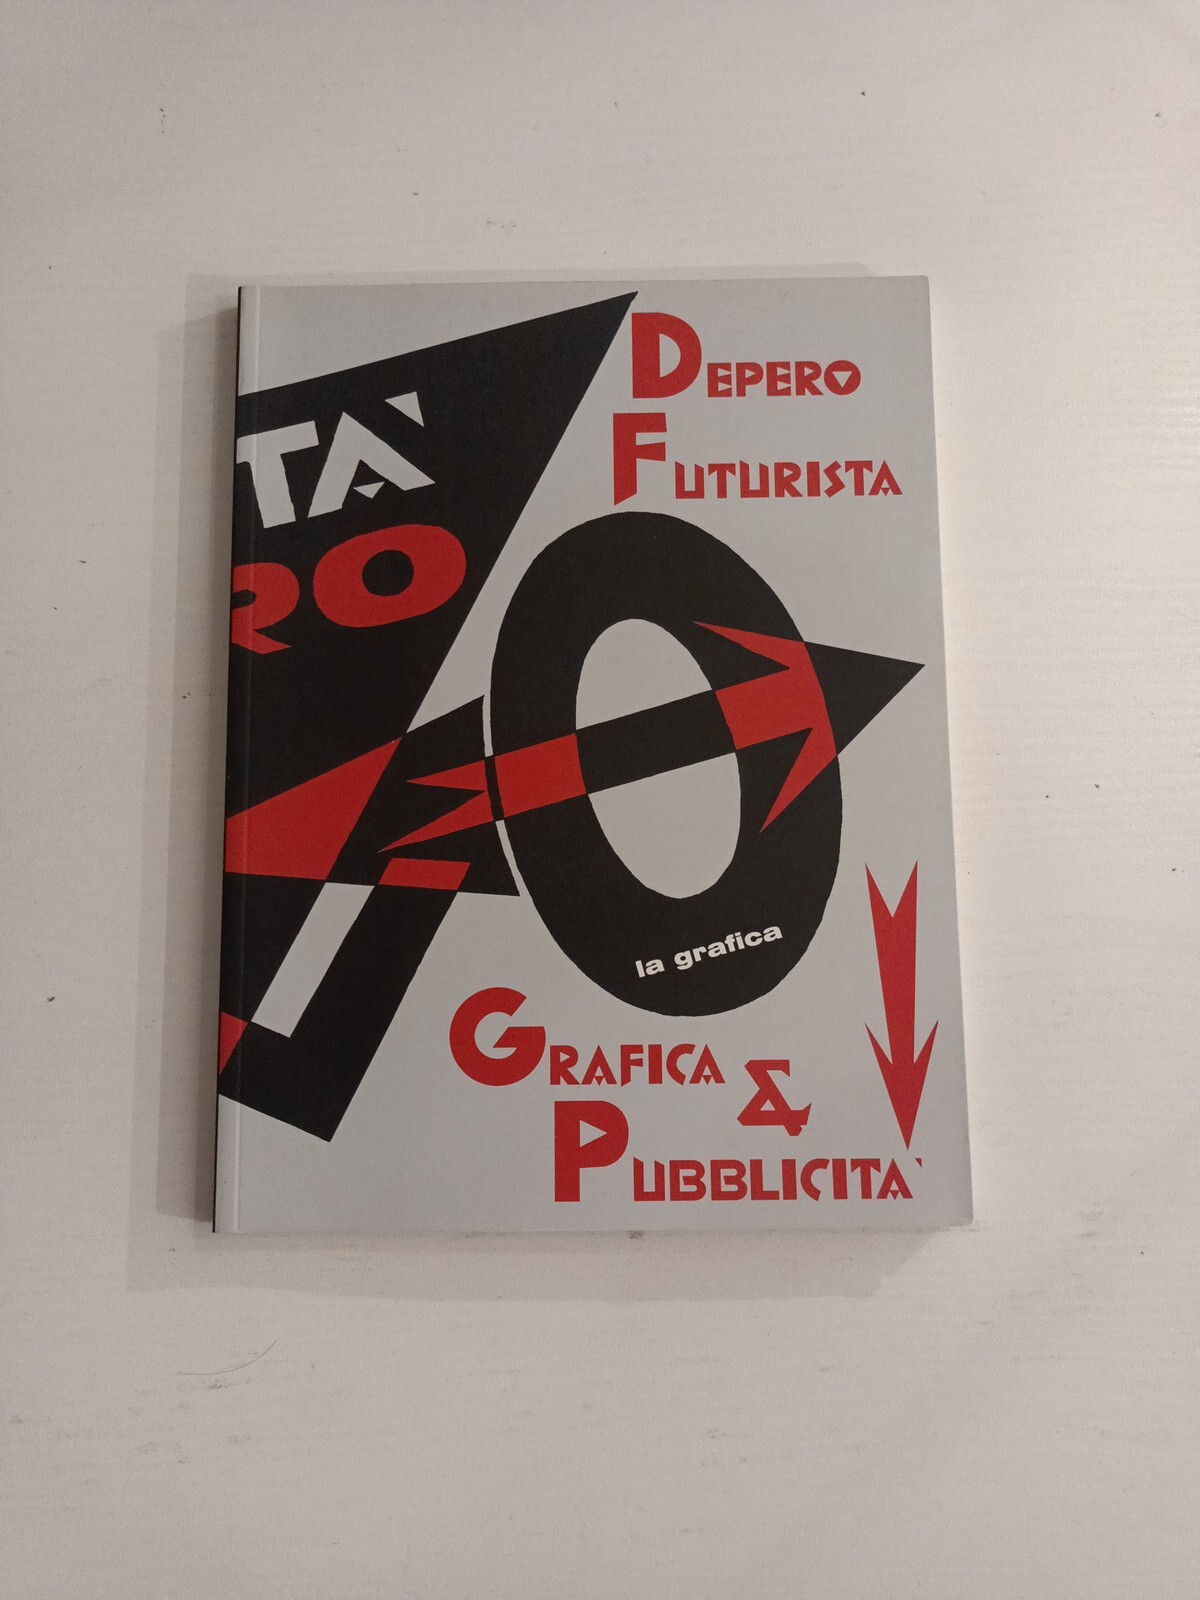 DEPERO
FUTURISTA
TÀ
RO
la grafica
GRAFICA &
PUBBLICITA'